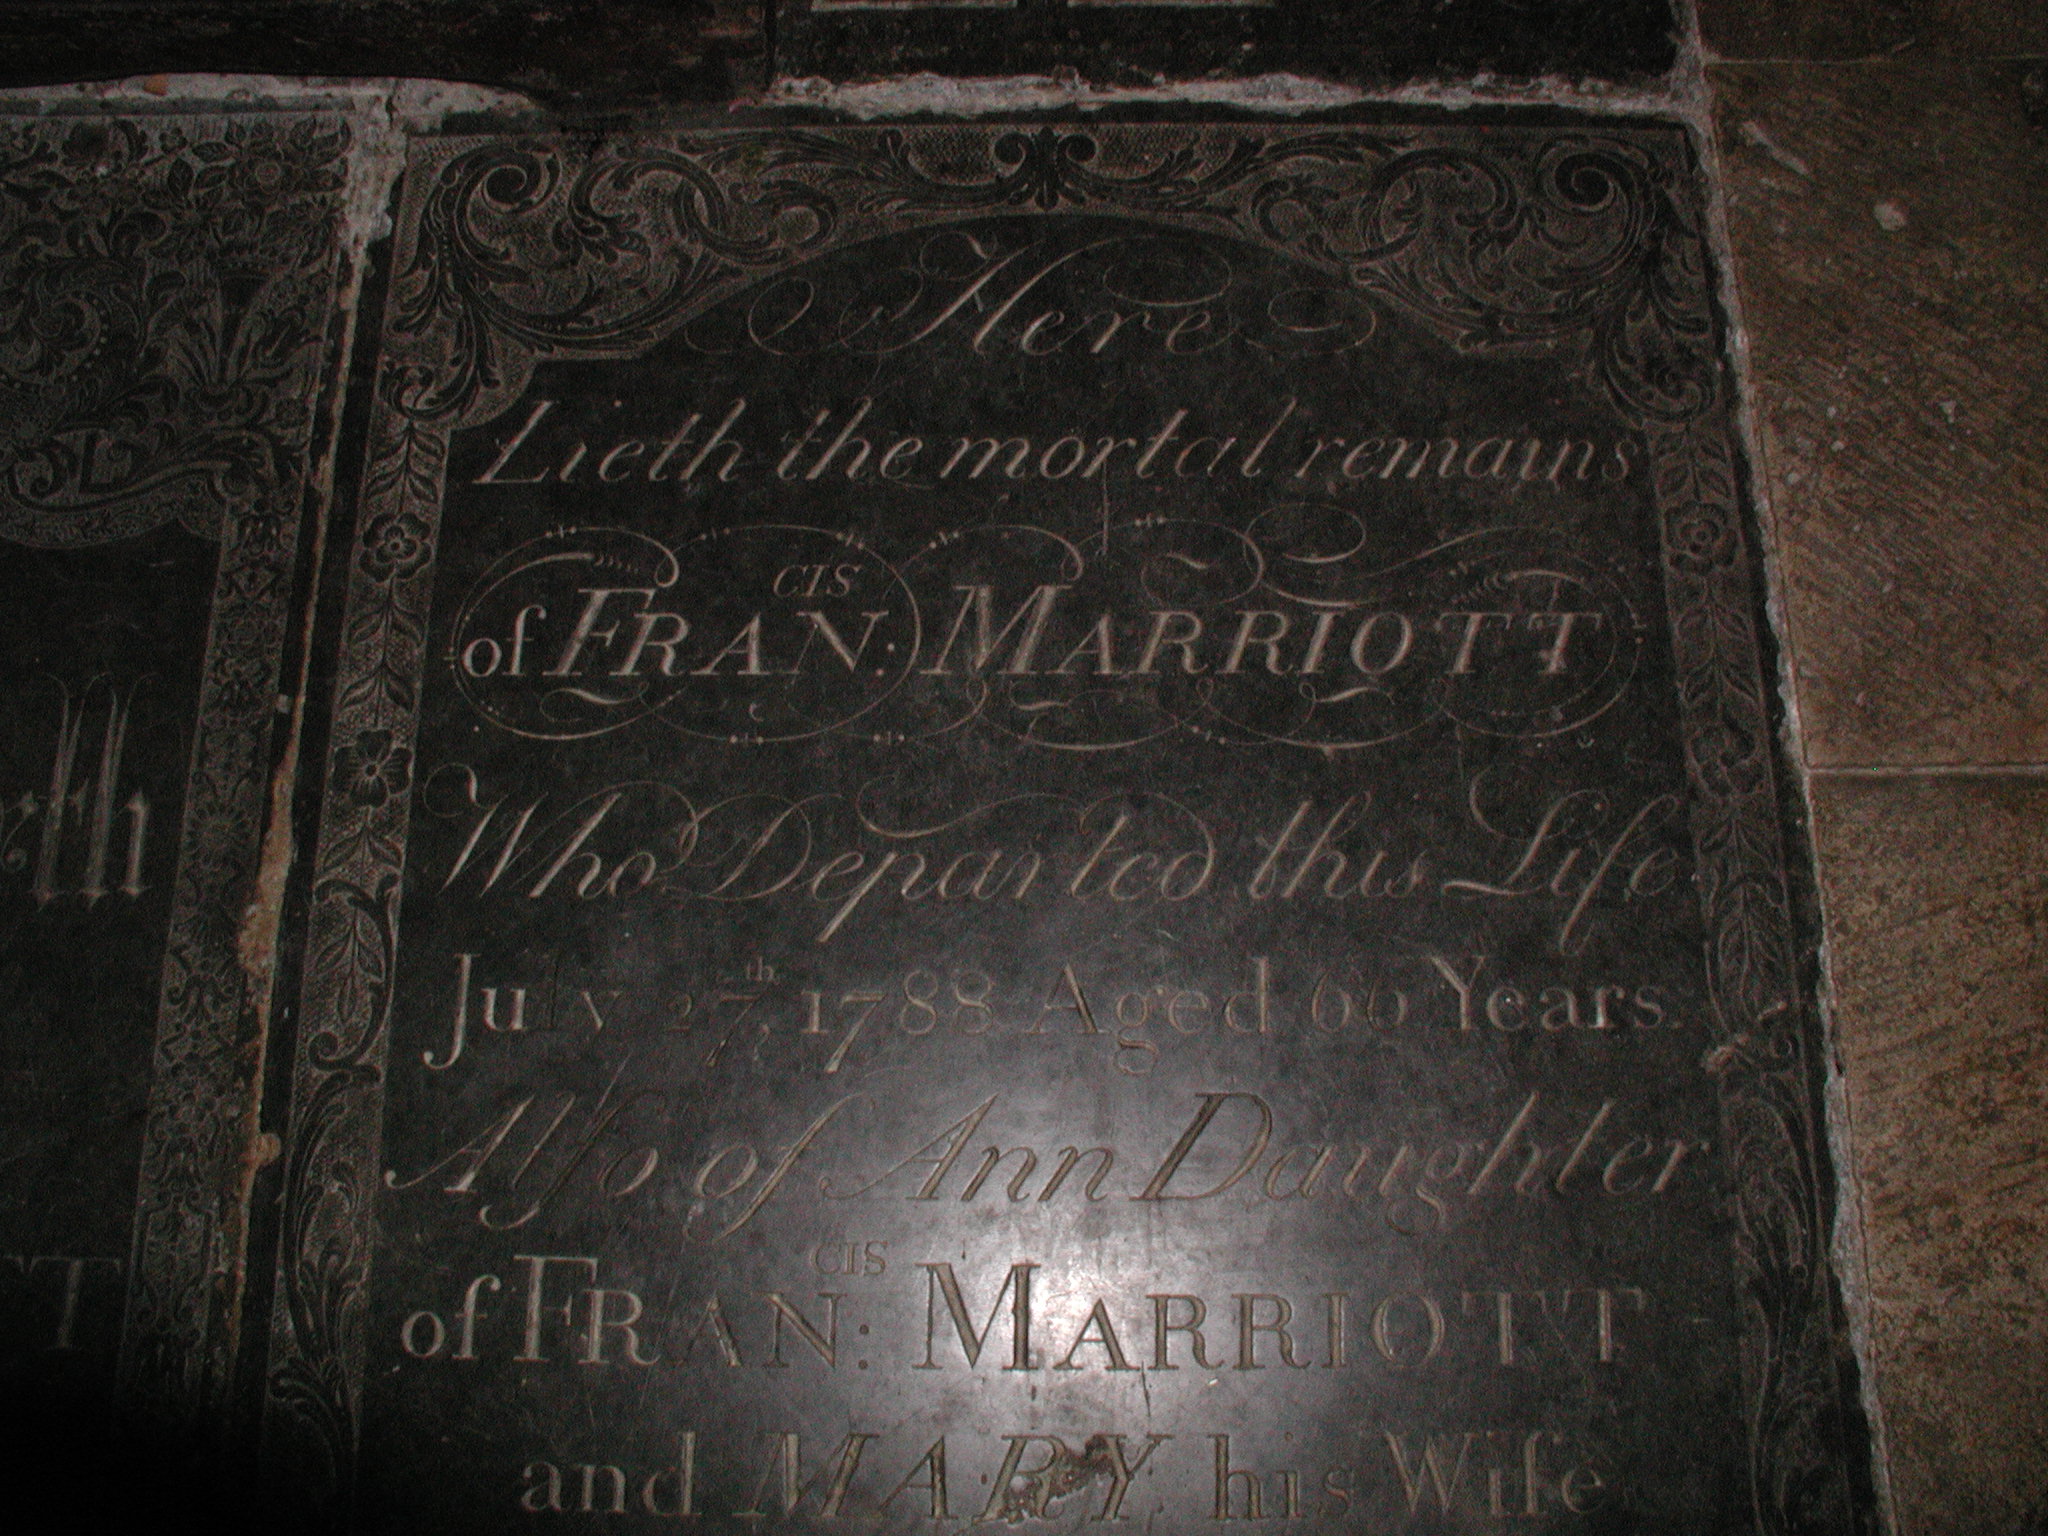 Here
Lieth the mortal remains
of FRAN:CIS MARRIOTT
Who Departed this Life
July 27th, 1788 Aged 66 Years.
Alſo of Ann Daughter
of FRAN:CIS MARRIOTT
and MARY his Wife